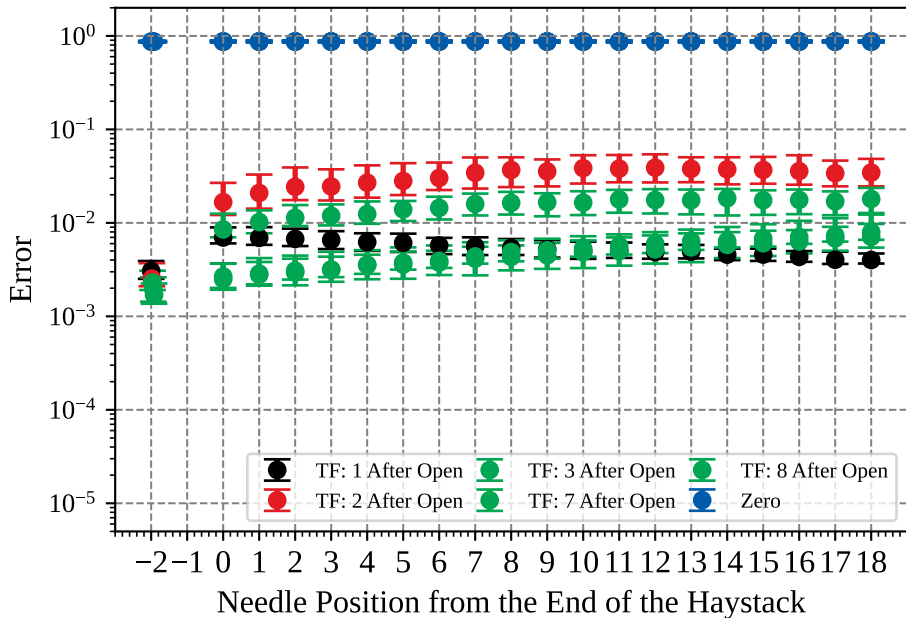 10⁰
10⁻¹
10⁻²
10⁻³
10⁻⁴
10⁻⁵
Error
TF: 1 After Open
TF: 2 After Open
TF: 3 After Open
TF: 7 After Open
TF: 8 After Open
Zero
−2 −1 0 1 2 3 4 5 6 7 8 9 10 11 12 13 14 15 16 17 18
Needle Position from the End of the Haystack